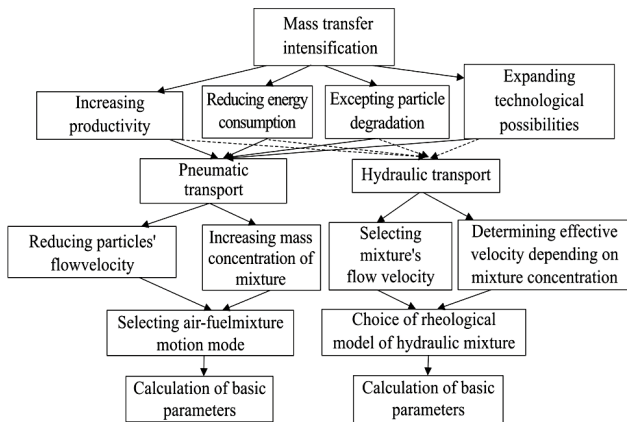 Mass transfer
intensification
Increasing
productivity
Reducing energy
consumption
Excepting particle
degradation
Expanding
technological
possibilities
Pneumatic
transport
Hydraulic transport
Reducing particles'
flowvelocity
Increasing mass
concentration of
mixture
Selecting
mixture's
flow velocity
Determining effective
velocity depending on
mixture concentration
Selecting air-fuelmixture
motion mode
Choice of rheological
model of hydraulic mixture
Calculation of basic
parameters
Calculation of basic
parameters